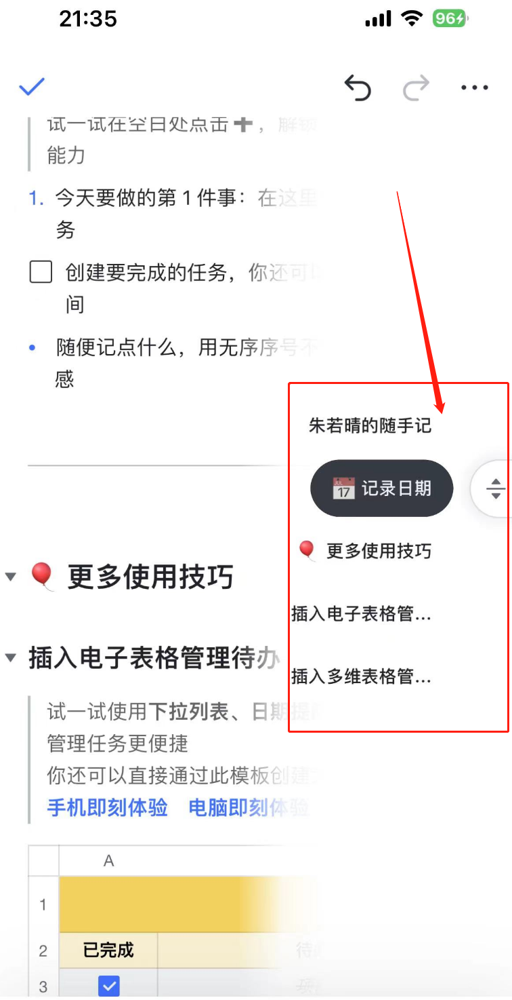 21:35
96
试一试在空白处点击➕，解锁
能力
1. 今天要做的第 1 件事：在这里
务
创建要完成的任务，你还可以
间
随便记点什么，用无序序号不
感
朱若晴的随手记
JUL 17 记录日期
更多使用技巧
更多使用技巧
插入电子表格管...
插入电子表格管理待办
插入多维表格管...
试一试使用下拉列表、日期提醒
管理任务更便捷
你还可以直接通过此模板创建
手机即刻体验 电脑即刻体验
A
1
2 已完成 待
3